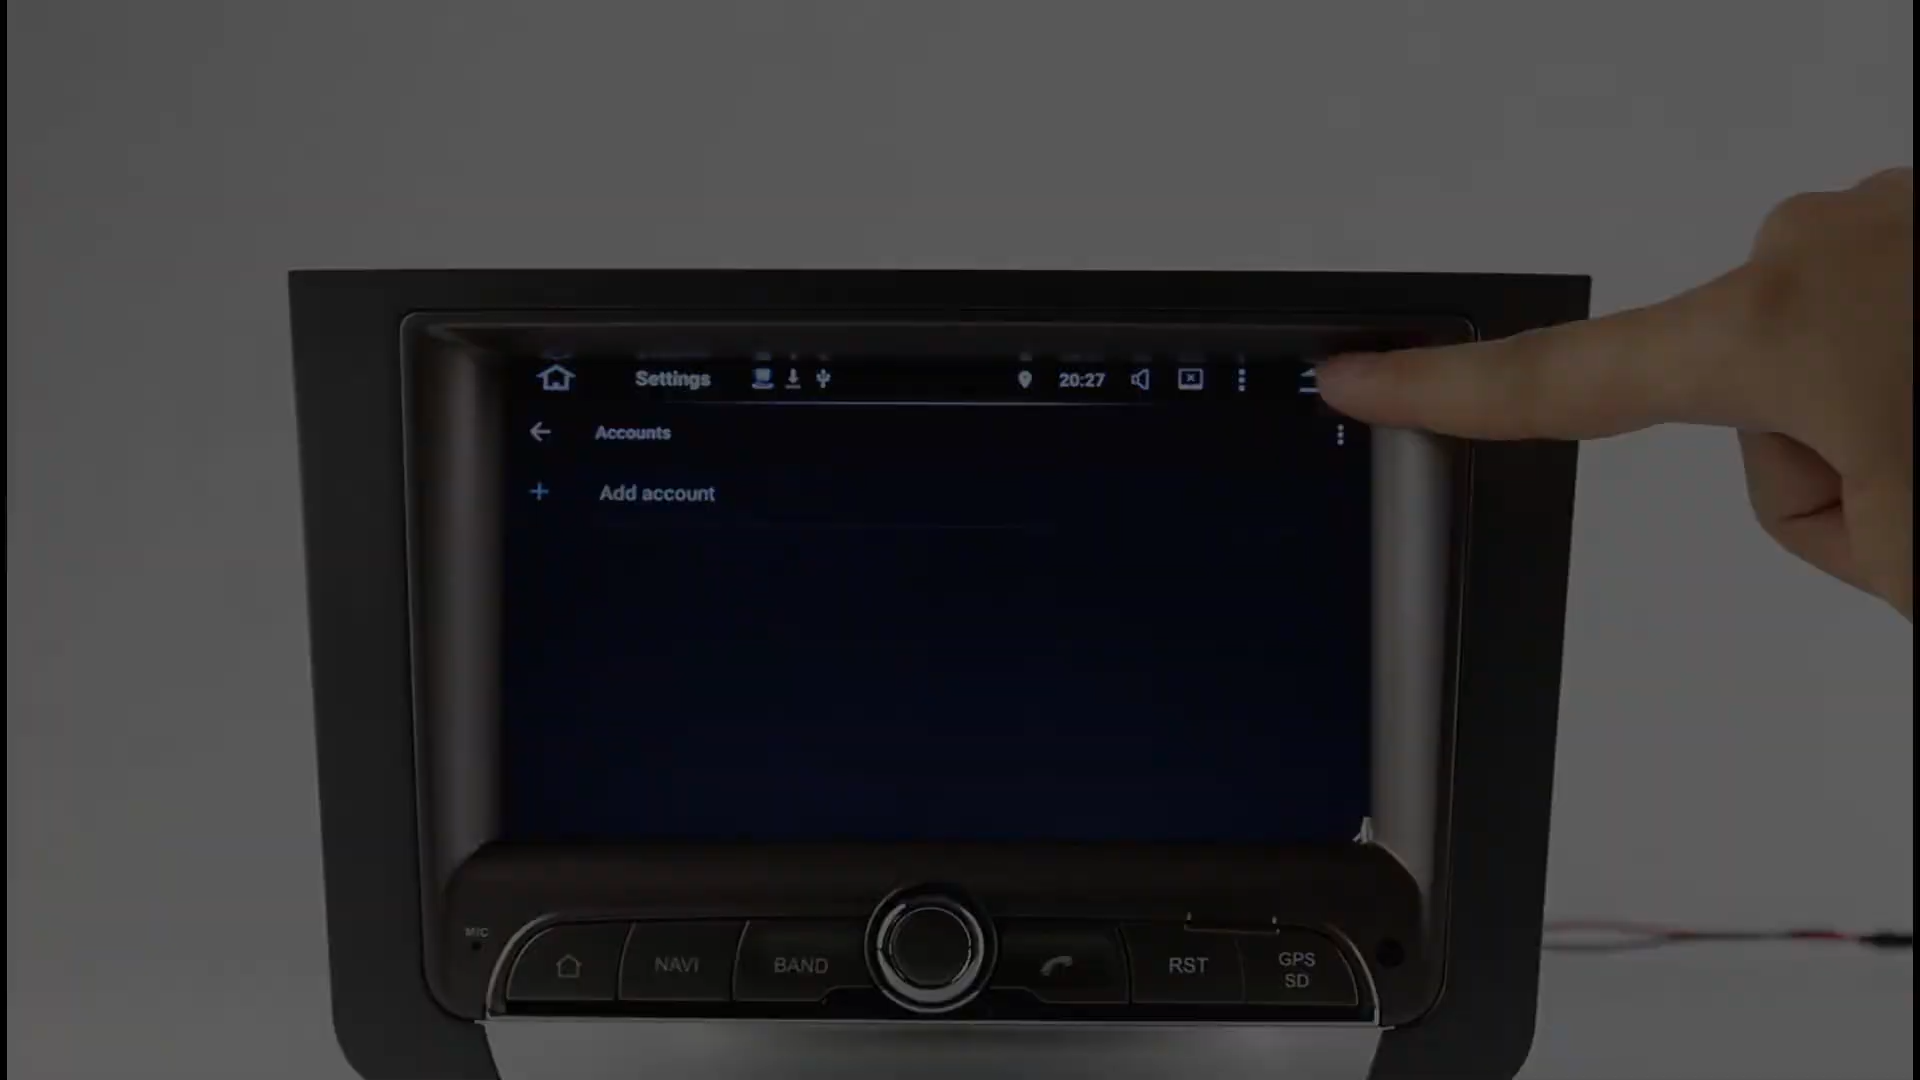 Settings
20:27
Accounts
Add account
MIC
NAVI
BAND
RST
GPS
SD